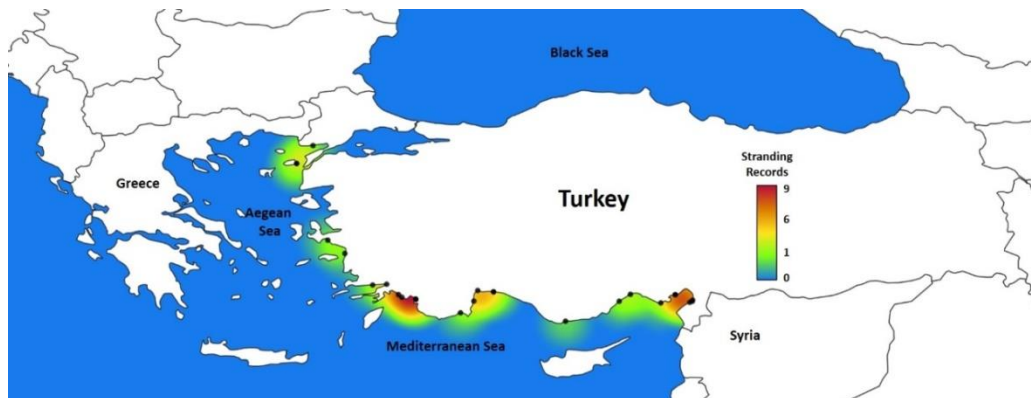 Black Sea
Stranding
Records
9
6
1
0
Greece
Turkey
Aegean
Sea
Mediterranean Sea
Syria